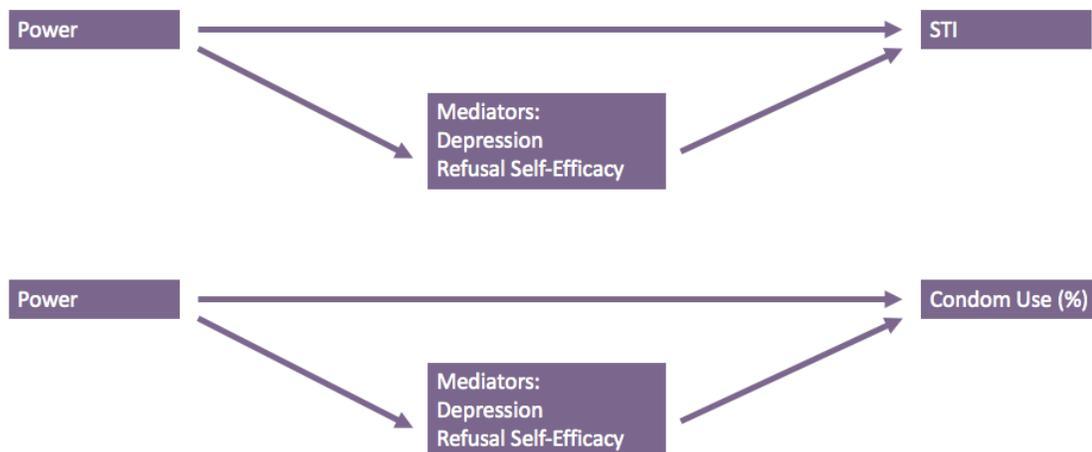 Power
STI
Mediators:
Depression
Refusal Self-Efficacy
Power
Condom Use (%)
Mediators:
Depression
Refusal Self-Efficacy